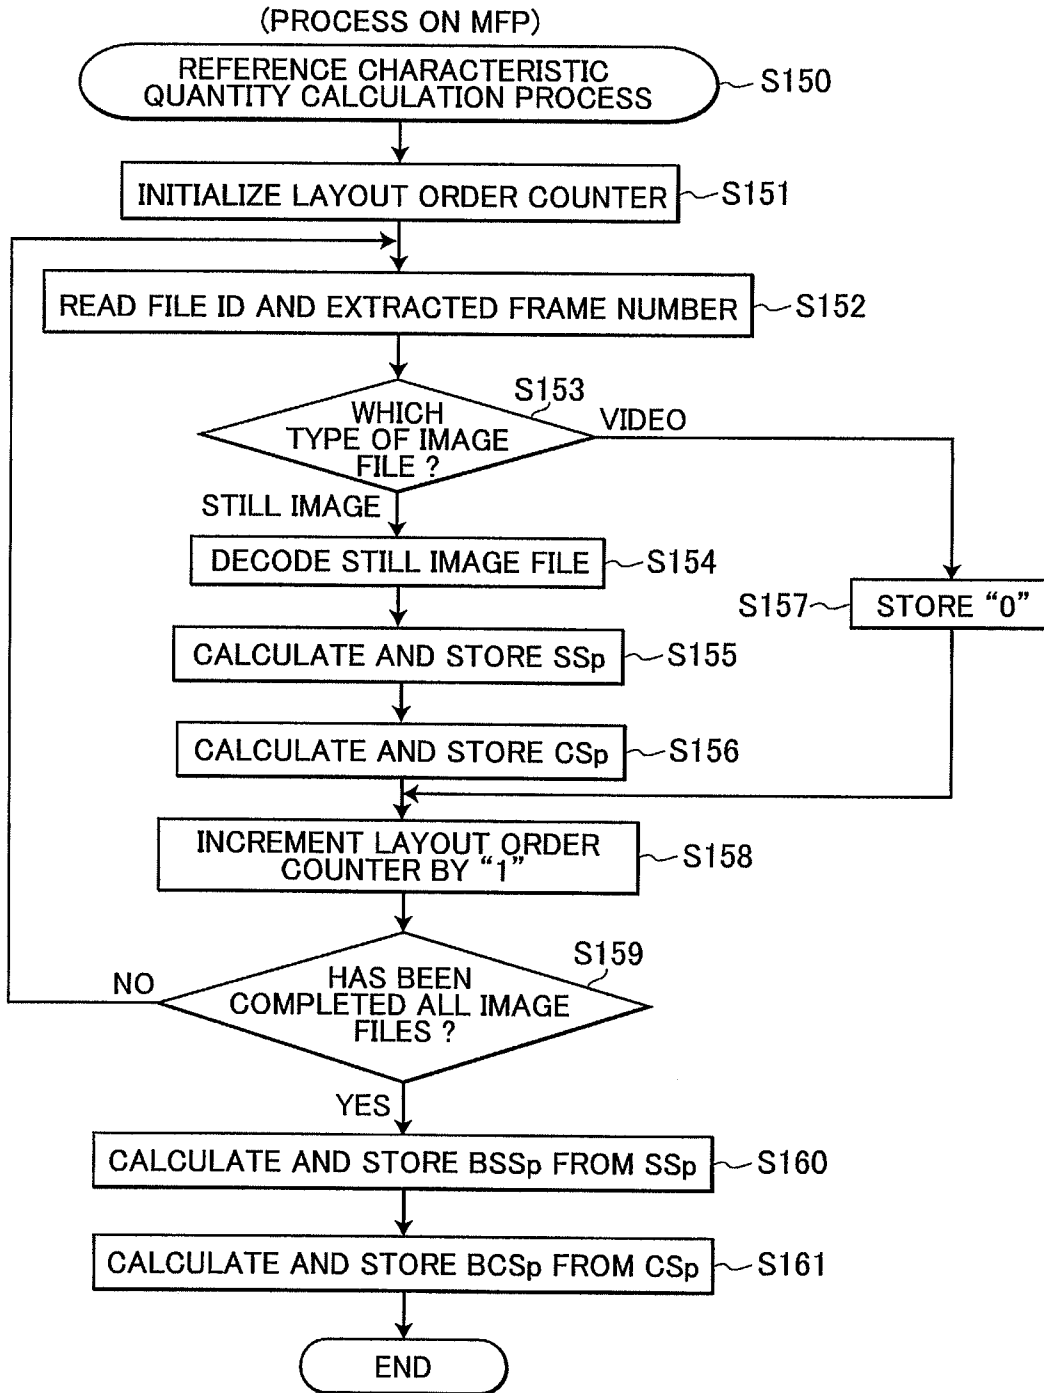 (PROCESS ON MFP)
REFERENCE CHARACTERISTIC
QUANTITY CALCULATION PROCESS
S150
INITIALIZE LAYOUT ORDER COUNTER
S151
READ FILE ID AND EXTRACTED FRAME NUMBER
S152
S153
WHICH
TYPE OF IMAGE
FILE ?
VIDEO
STILL IMAGE
DECODE STILL IMAGE FILE
S154
S157
STORE “0”
CALCULATE AND STORE SSp
S155
CALCULATE AND STORE CSp
S156
INCREMENT LAYOUT ORDER
COUNTER BY “1”
S158
S159
HAS BEEN
COMPLETED ALL IMAGE
FILES ?
NO
YES
CALCULATE AND STORE BSSp FROM SSp
S160
CALCULATE AND STORE BCSp FROM CSp
S161
END